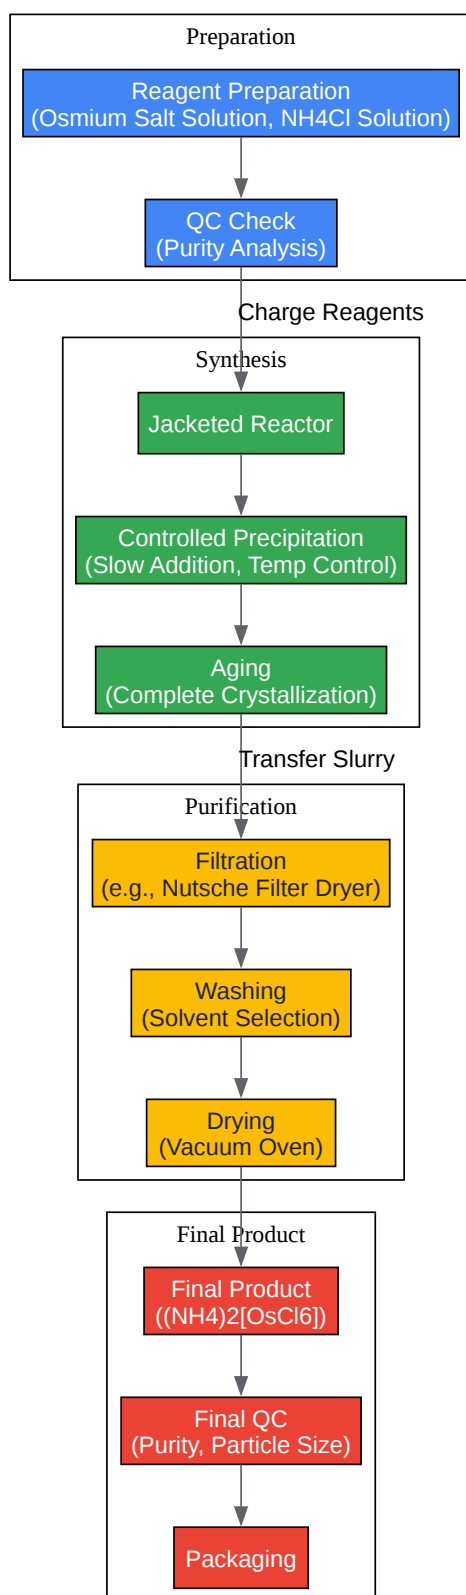 Preparation
Reagent Preparation
(Osmium Salt Solution, NH4Cl Solution)
QC Check
(Purity Analysis)
Charge Reagents
Synthesis
Jacketed Reactor
Controlled Precipitation
(Slow Addition, Temp Control)
Aging
(Complete Crystallization)
Transfer Slurry
Purification
Filtration
(e.g., Nutsche Filter Dryer)
Washing
(Solvent Selection)
Drying
(Vacuum Oven)
Final Product
Final Product
((NH4)2[OsCl6])
Final QC
(Purity, Particle Size)
Packaging